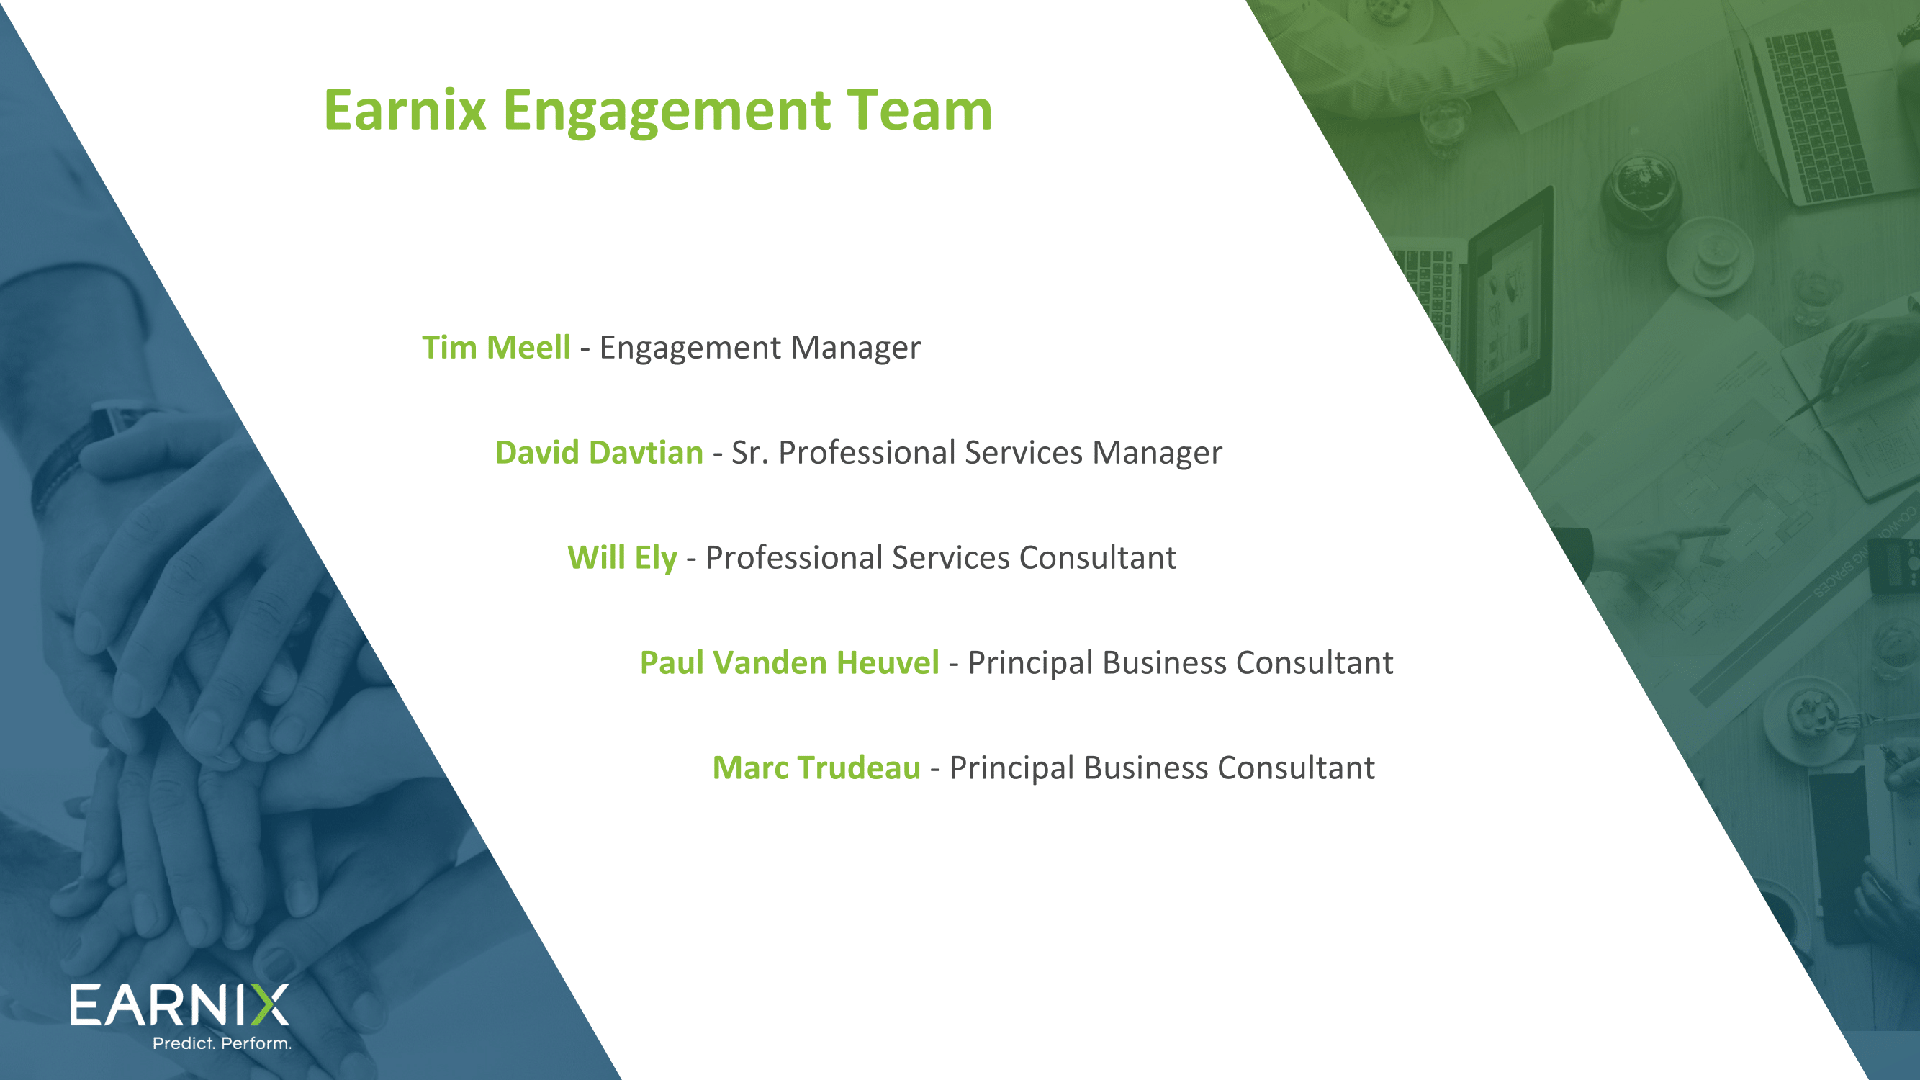 Earnix Engagement Team
Tim Meell - Engagement Manager
David Davtian - Sr. Professional Services Manager
Will Ely - Professional Services Consultant
Paul Vanden Heuvel - Principal Business Consultant
Marc Trudeau - Principal Business Consultant
EARNIX
Predict. Perform.